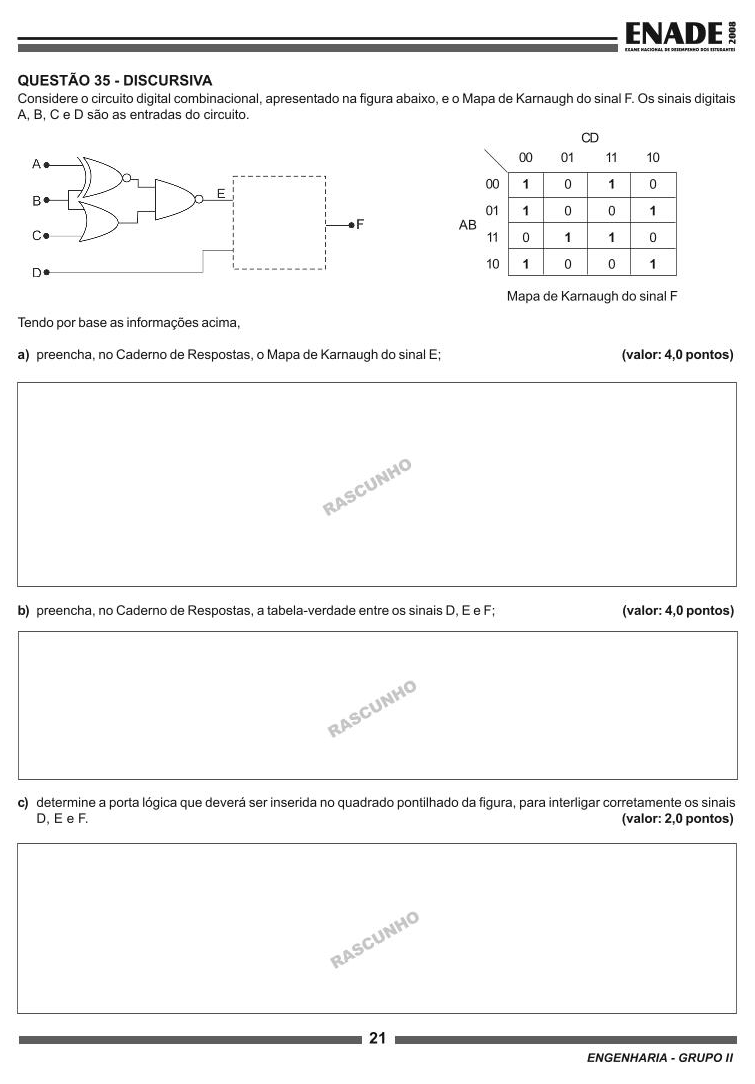 ENADE 2008
EXAME NACIONAL DE DESEMPENHO DOS ESTUDANTES
QUESTÃO 35 - DISCURSIVA
Considere o circuito digital combinacional, apresentado na figura abaixo, e o Mapa de Karnaugh do sinal F. Os sinais digitais
A, B, C e D são as entradas do circuito.
A
B
C
D
E
F
CD
00 01 11 10
AB
00 1 0 1 0
01 1 0 0 1
11 0 1 1 0
10 1 0 0 1
Mapa de Karnaugh do sinal F
Tendo por base as informações acima,
a) preencha, no Caderno de Respostas, o Mapa de Karnaugh do sinal E; (valor: 4,0 pontos)
RASCUNHO
b) preencha, no Caderno de Respostas, a tabela-verdade entre os sinais D, E e F; (valor: 4,0 pontos)
RASCUNHO
c) determine a porta lógica que deverá ser inserida no quadrado pontilhado da figura, para interligar corretamente os sinais
D, E e F. (valor: 2,0 pontos)
RASCUNHO
21
ENGENHARIA - GRUPO II